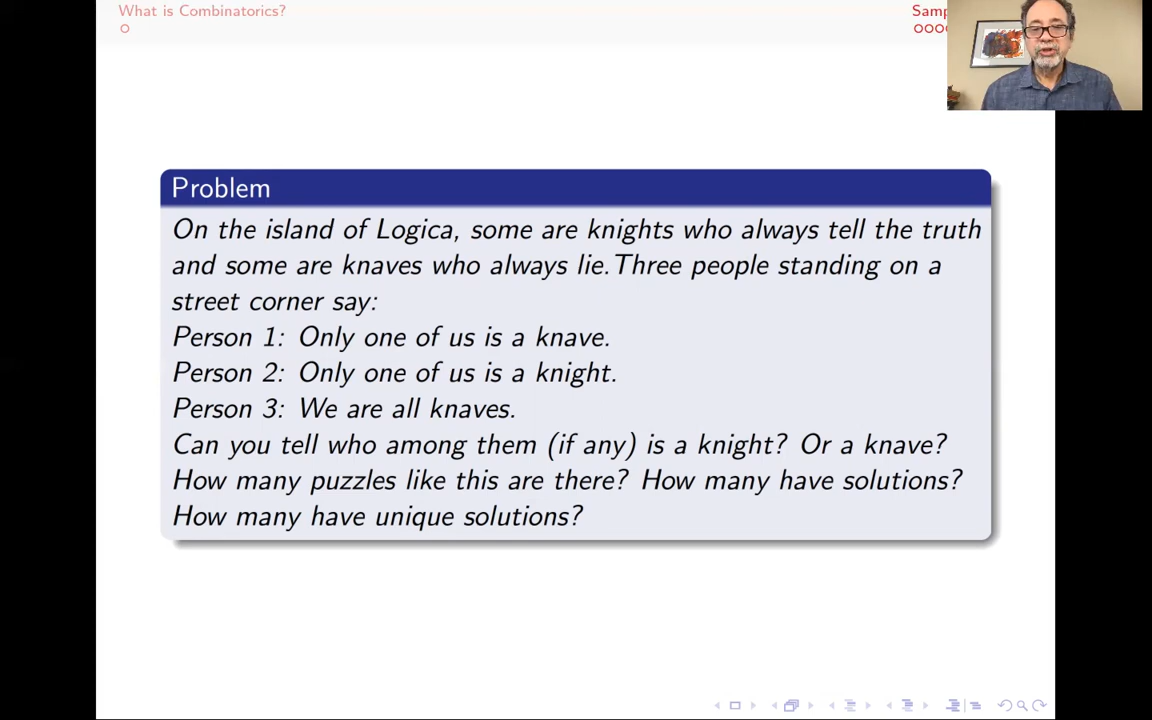 What is Combinatorics?
Samp
Problem
On the island of Logica, some are knights who always tell the truth
and some are knaves who always lie.Three people standing on a
street corner say:
Person 1: Only one of us is a knave.
Person 2: Only one of us is a knight.
Person 3: We are all knaves.
Can you tell who among them (if any) is a knight? Or a knave?
How many puzzles like this are there? How many have solutions?
How many have unique solutions?